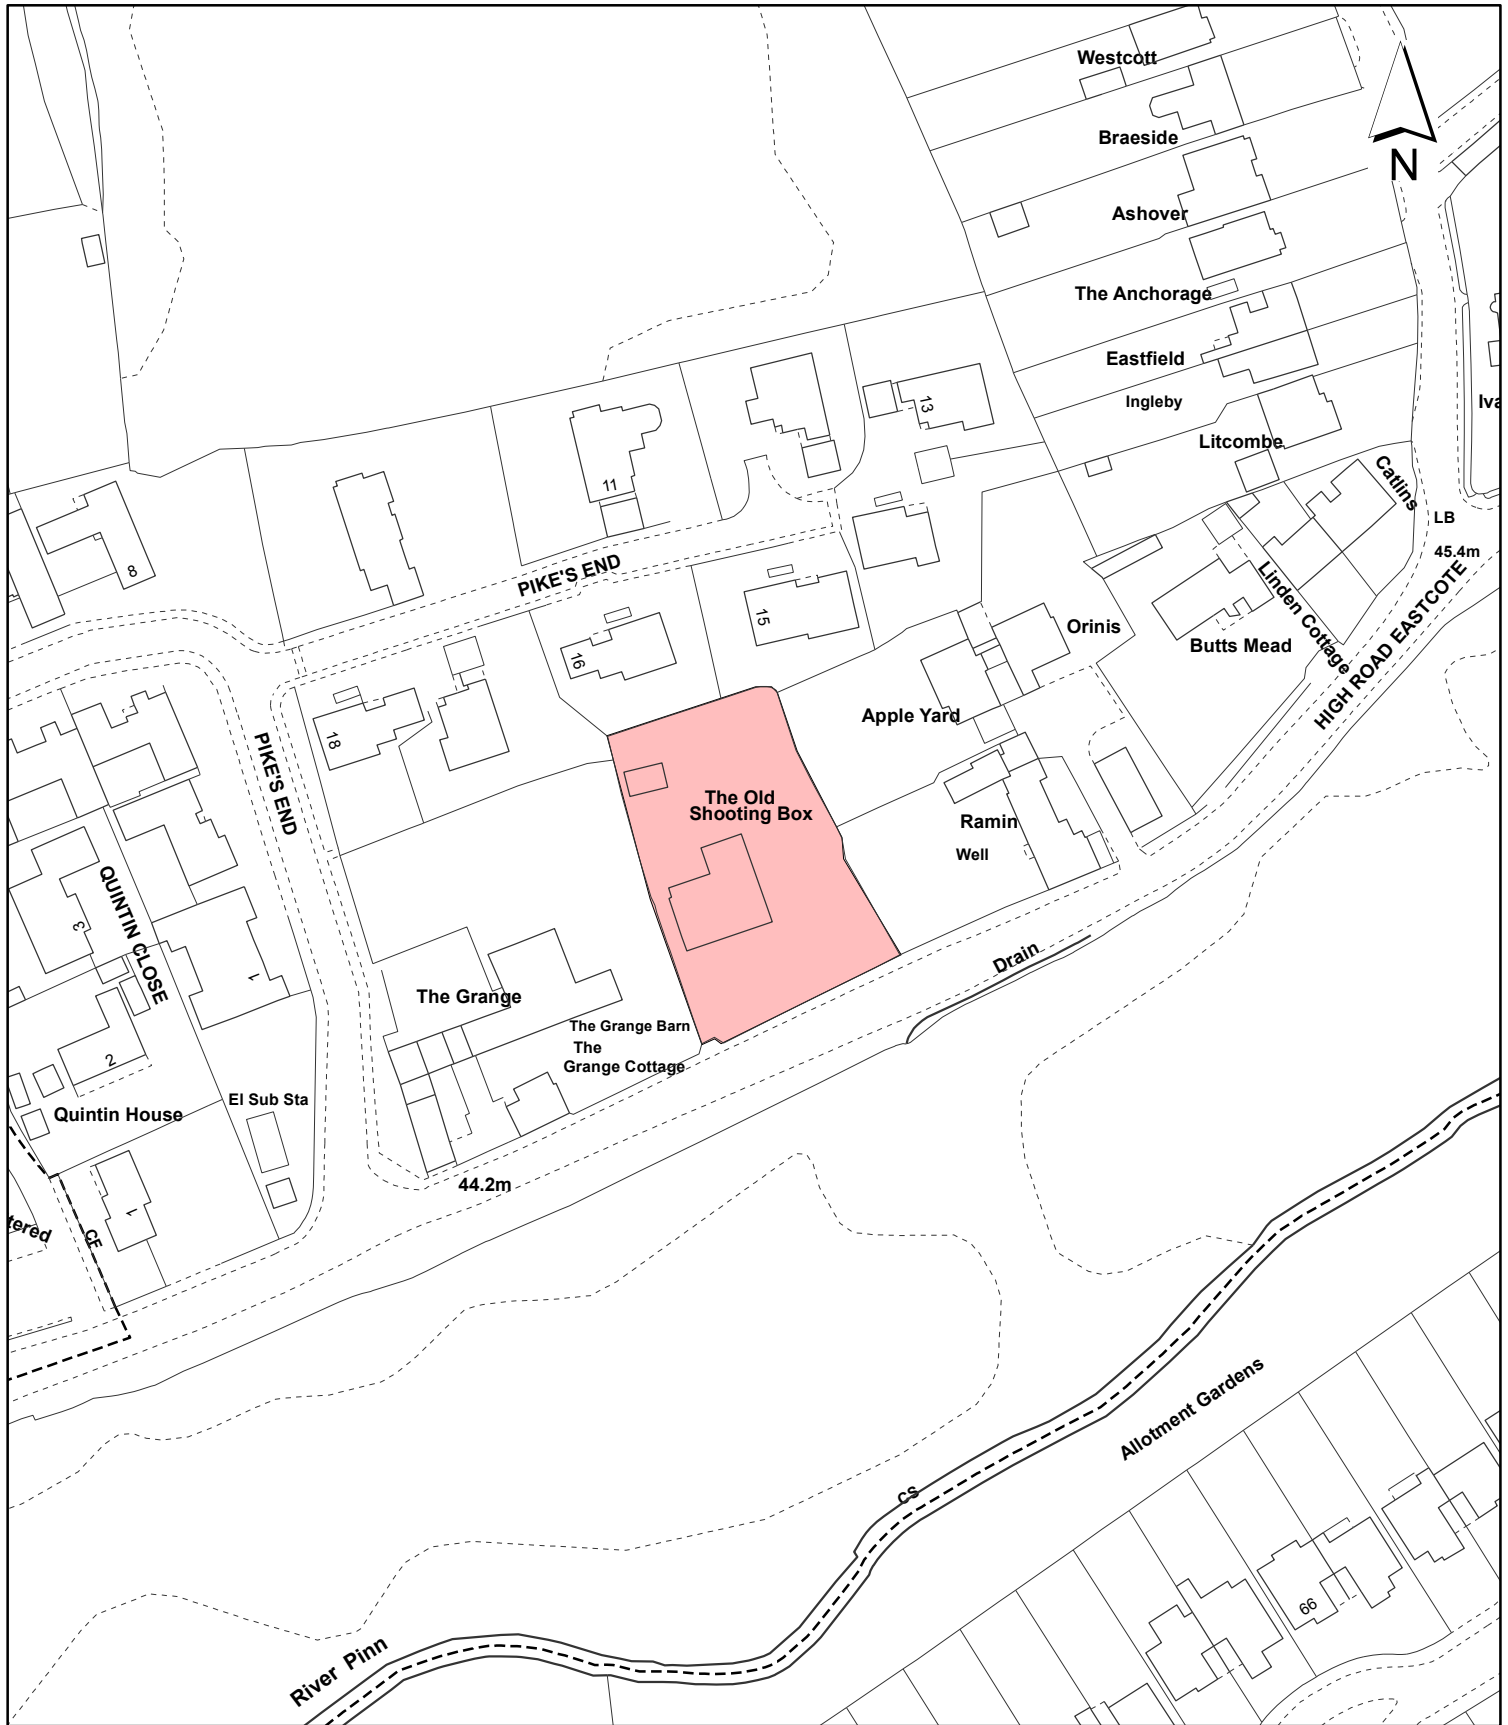 Westcott
Braeside
N
Ashover
The Anchorage
Eastfield
Ingleby
13
Litcombe
11
Catlins
LB
45.4m
8
PIKE'S END
Linden Cottage
15
Orinis
Butts Mead
HIGH ROAD EASTCOTE
16
Apple Yard
18
PIKE'S END
The Old
Shooting Box
Ramin
Well
QUINTIN CLOSE
3
1
Drain
The Grange
The Grange Barn
The
Grange Cottage
2
El Sub Sta
Quintin House
44.2m
1
CF
tered
Allotment Gardens
CS
66
River Pinn